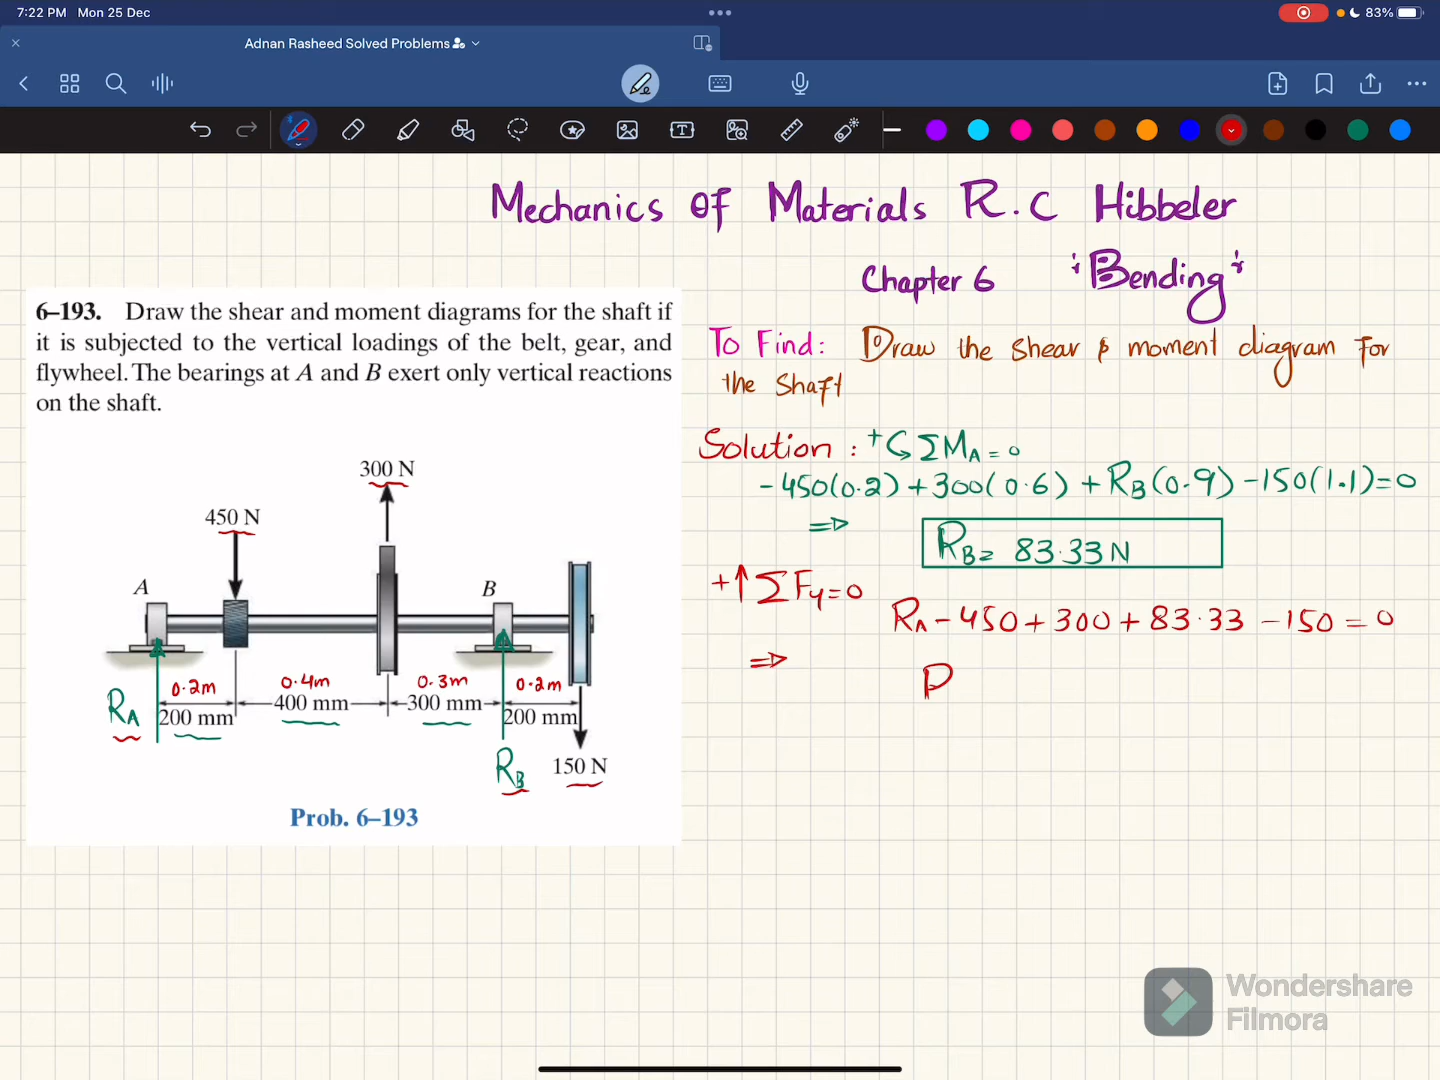 7:22 PM Mon 25 Dec
83%
Adnan Rasheed Solved Problems
Mechanics of Materials R.C Hibbeler
Chapter 6 "Bending"
6–193. Draw the shear and moment diagrams for the shaft if
it is subjected to the vertical loadings of the belt, gear, and
flywheel. The bearings at A and B exert only vertical reactions
on the shaft.
300 N
450 N
A
B
0.2m
0.4m
0.3m
0.2m
200 mm
400 mm
300 mm
200 mm
RA
RB
150 N
Prob. 6–193
To Find: Draw the Shear & moment diagram for
the Shaft
Solution: +↺ΣMA=0
-450(0.2)+300(0.6)+RB(0.9)-150(1.1)=0
⇒ RB= 83.33N
+↑ΣFy=0
RA-450+300+83.33-150=0
⇒
Wondershare
Filmora